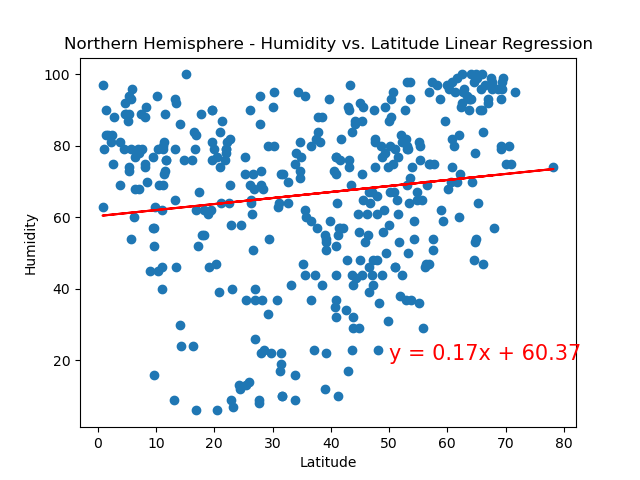 Northern Hemisphere - Humidity vs. Latitude Linear Regression
100
80
60
40
20
Humidity
y = 0.17x + 60.37
0 10 20 30 40 50 60 70 80
Latitude